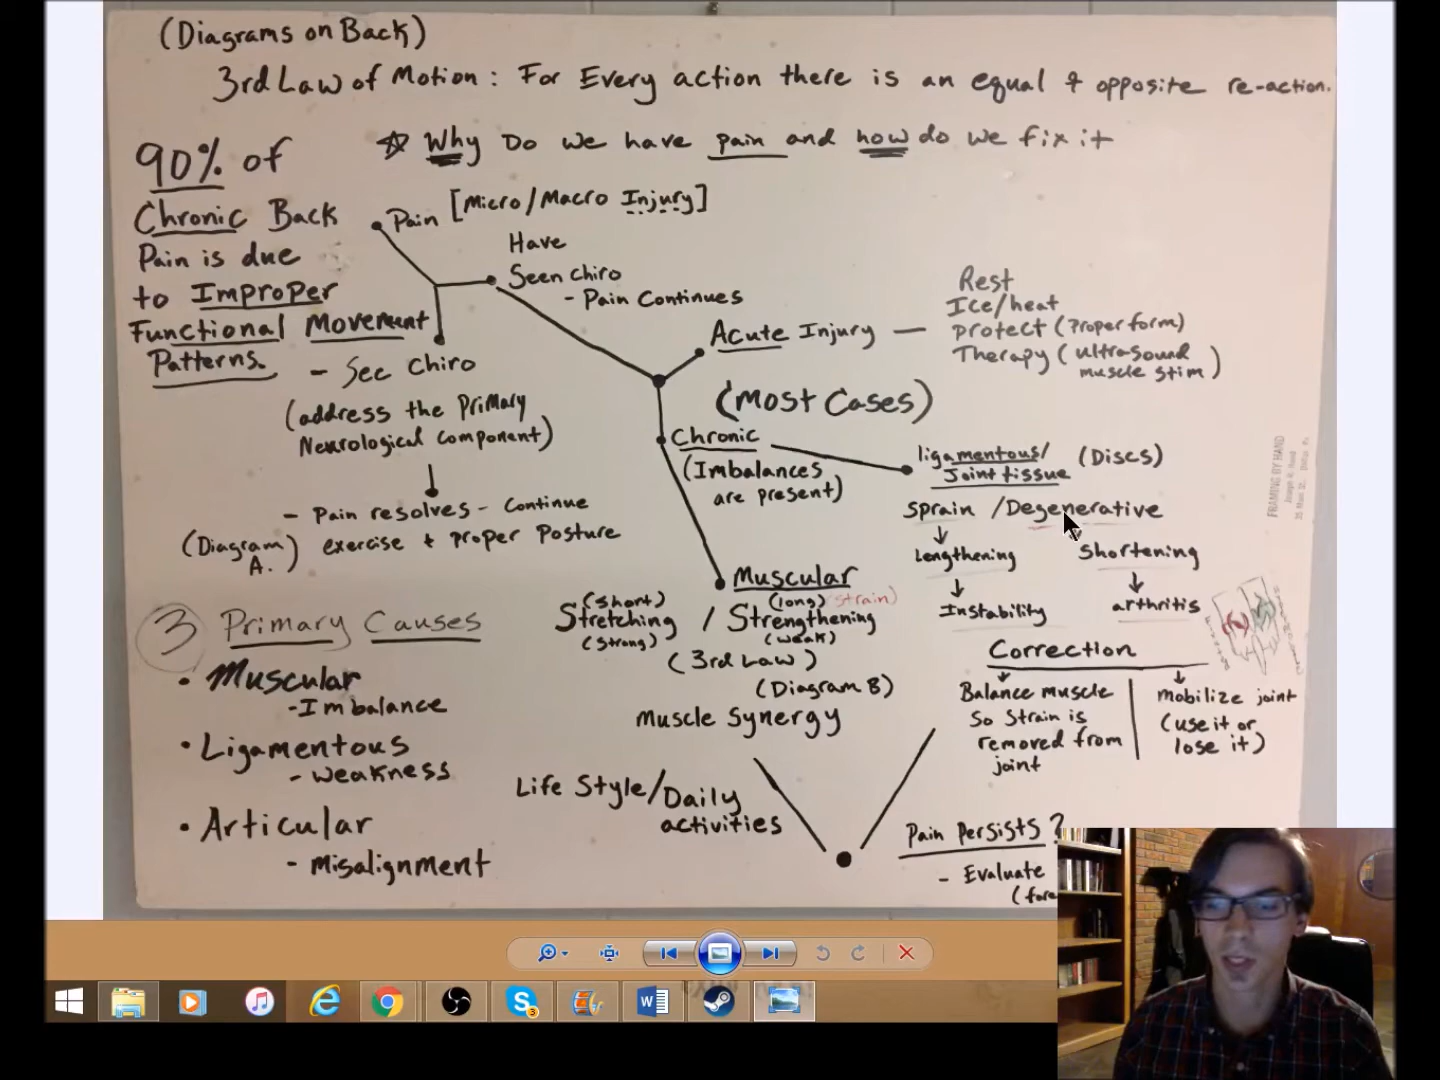 (Diagrams on Back)
3rd Law of Motion: For Every action there is an equal & opposite re-action.
☆ Why Do we have pain and how do we fix it
90% of
Chronic Back
Pain is due
to Improper
Functional Movement
Patterns.
Pain [Micro/Macro Injury]
Have
Seen chiro
- Pain Continues
- See Chiro
(address the Primary
Neurological component)
- Pain resolves - Continue
exercise & proper Posture
(Diagram
A.)
Acute Injury —
Rest
Ice/heat
protect (Proper form)
Therapy (ultrasound
muscle stim)
(Most Cases)
Chronic
(Imbalances
are present)
ligamentous/
Joint tissue
(Discs)
Sprain / Degenerative
Lengthening
Instability
Shortening
arthritis
Muscular
(short)
Stretching
(strong)
/
(long) (strain)
Strengthening
(weak)
(3rd Law)
(Diagram B)
Muscle Synergy
Correction
Balance muscle
So Strain is
removed from
joint
mobilize joint
(use it or
lose it)
3 Primary Causes
• Muscular
- Imbalance
• Ligamentous
- weakness
• Articular
- Misalignment
Life Style/Daily
activities
Pain Persists?
- Evaluate
FRAMING BY HAND
W
S
3